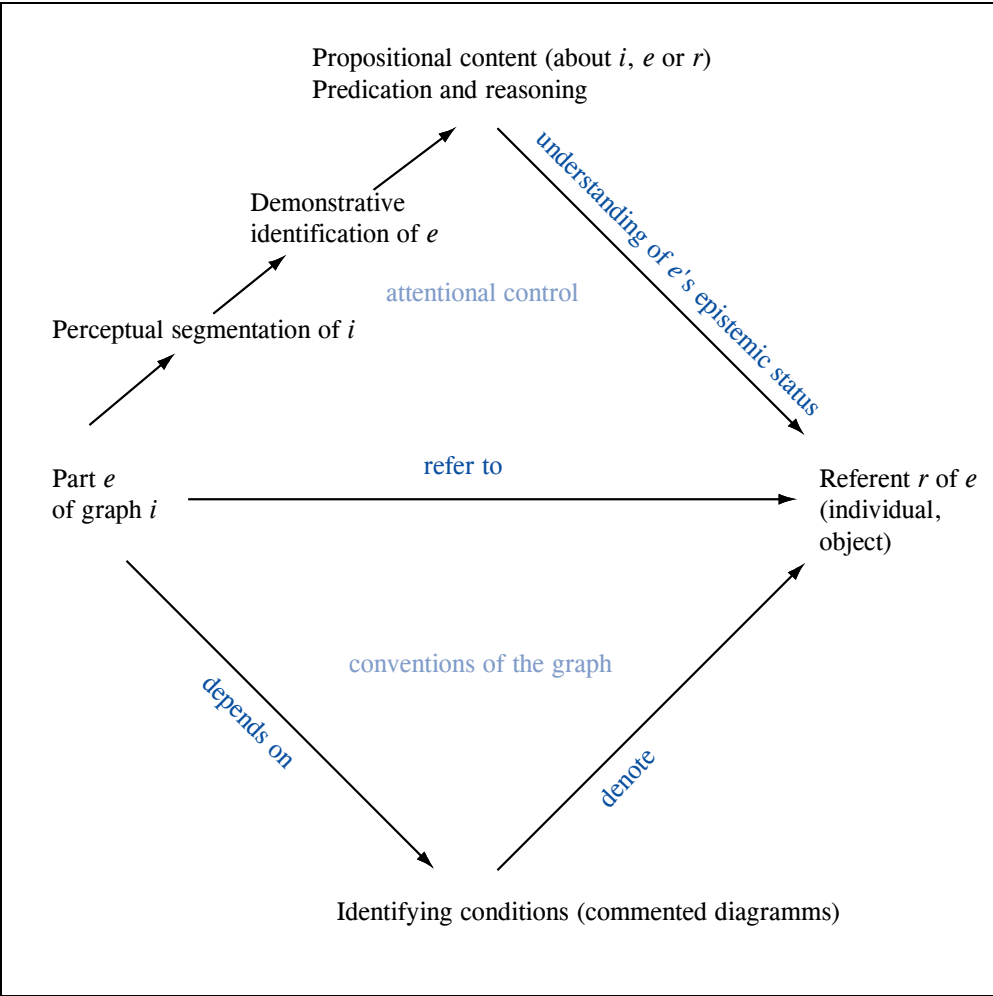 Propositional content (about i, e or r)
Predication and reasoning
understanding of e's epistemic status
Demonstrative
identification of e
attentional control
Perceptual segmentation of i
refer to
Part e
of graph i
Referent r of e
(individual,
object)
conventions of the graph
depends on
denote
Identifying conditions (commented diagramms)